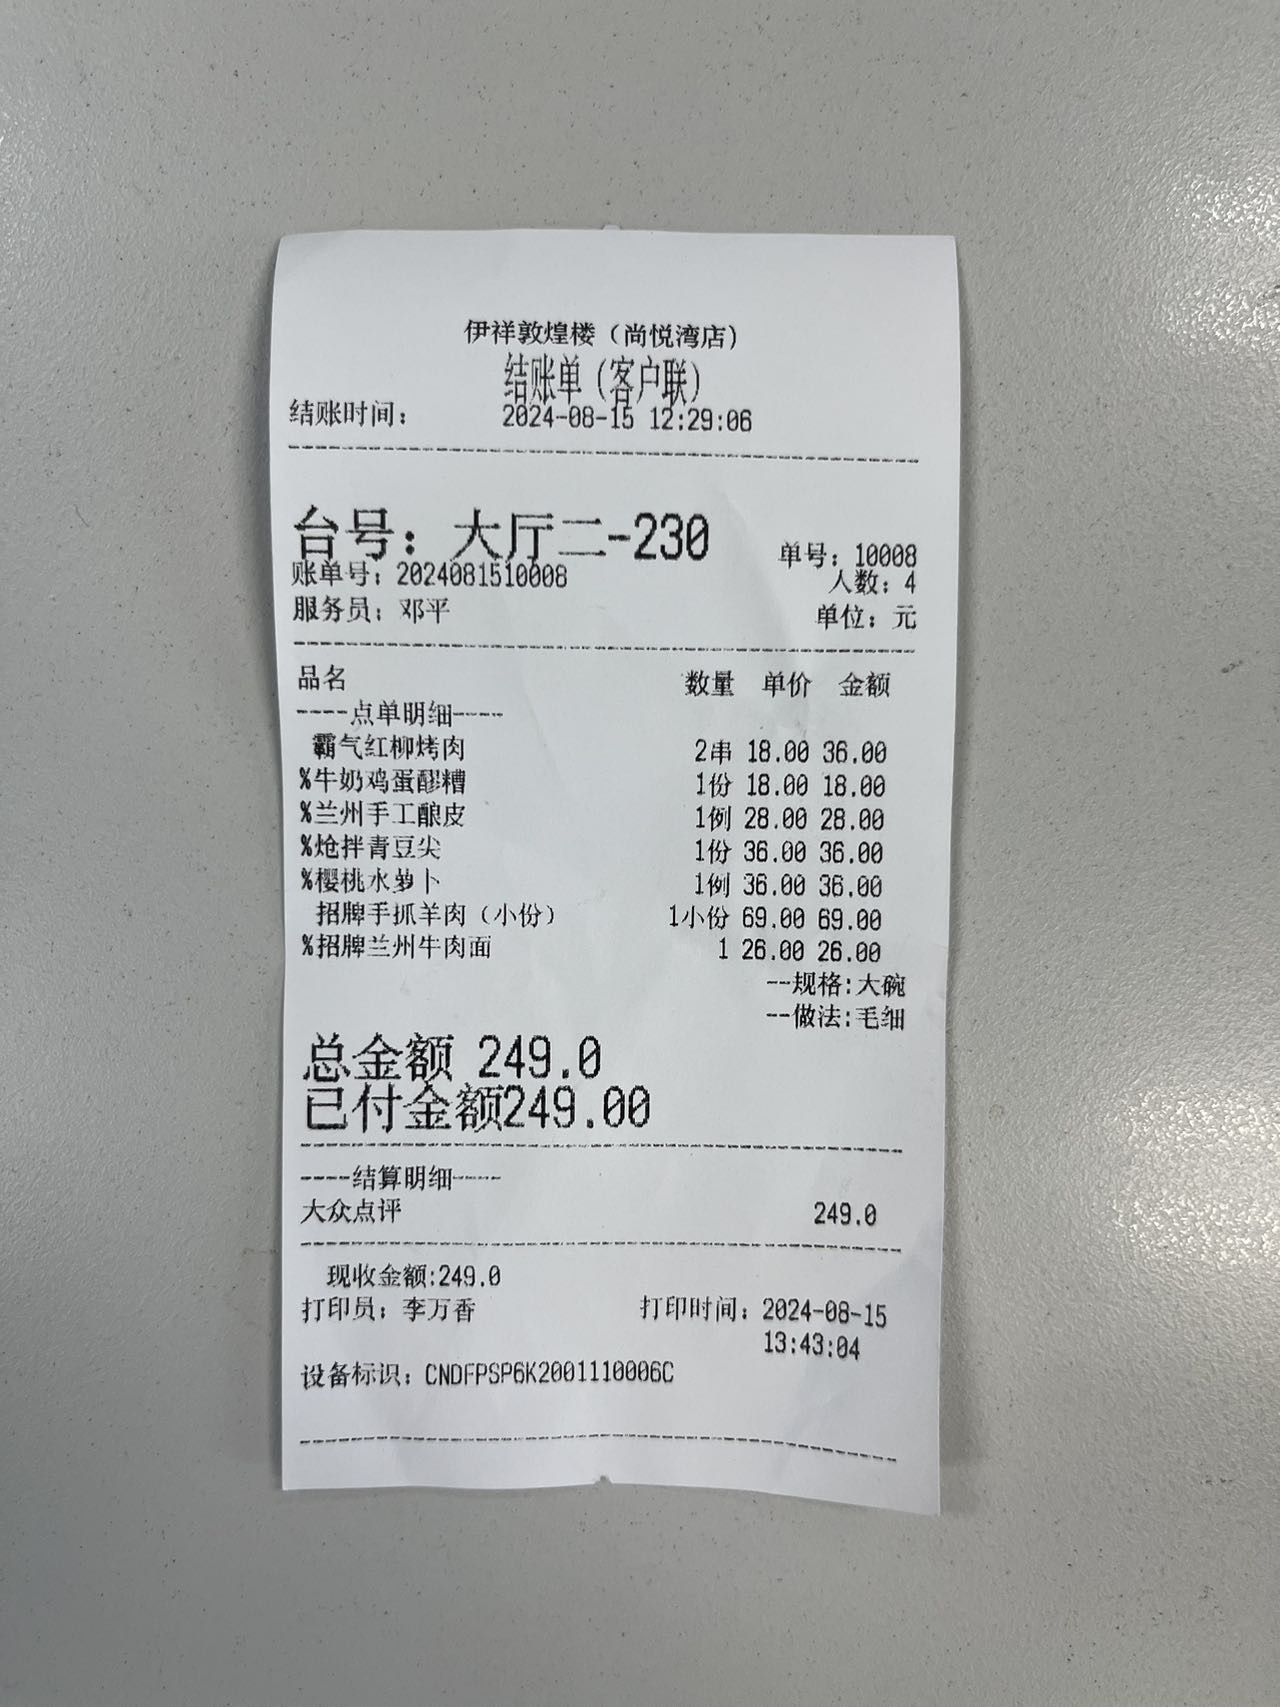 伊祥敦煌楼（尚悦湾店）
结账单（客户联）
结账时间： 2024-08-15 12:29:06
台号：大厅二-230 单号：10008
账单号：2024081510008 人数：4
服务员：邓平 单位：元
品名 数量 单价 金额
----点单明细----
霸气红柳烤肉 2串 18.00 36.00
%牛奶鸡蛋醪糟 1份 18.00 18.00
%兰州手工酿皮 1例 28.00 28.00
%炝拌青豆尖 1份 36.00 36.00
%樱桃水萝卜 1例 36.00 36.00
招牌手抓羊肉（小份） 1小份 69.00 69.00
%招牌兰州牛肉面 1 26.00 26.00
--规格:大碗
--做法:毛细
总金额 249.0
已付金额249.00
----结算明细----
大众点评 249.0
现收金额:249.0
打印员：李万香 打印时间：2024-08-15
13:43:04
设备标识：CNDFPSP6K2001110006C